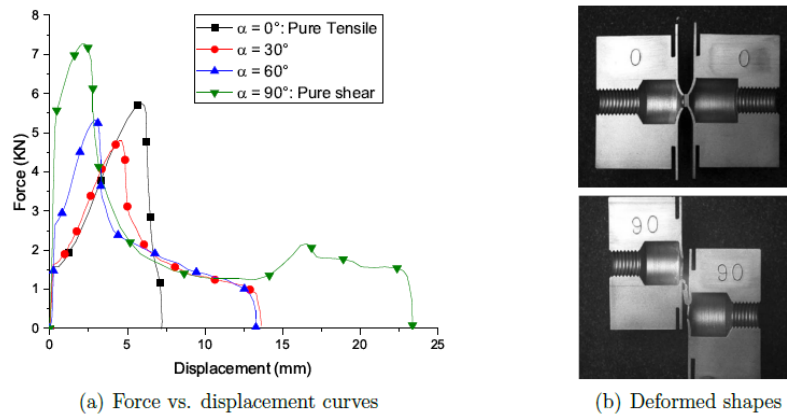 α = 0°: Pure Tensile
α = 30°
α = 60°
α = 90°: Pure shear
8
7
6
5
4
3
2
1
0
Force (KN)
0 5 10 15 20 25
Displacement (mm)
(a) Force vs. displacement curves
0 0
90
90
(b) Deformed shapes